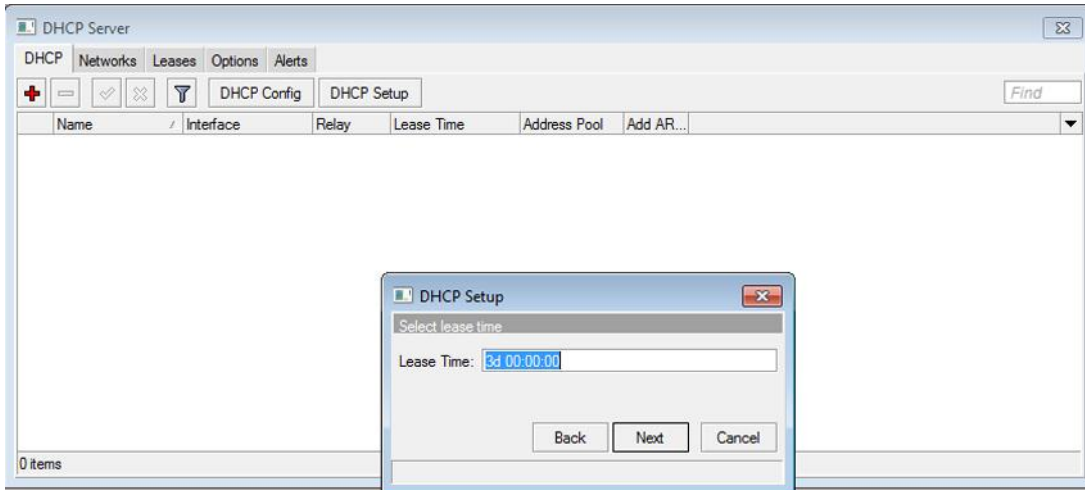 DHCP Server
DHCP Networks Leases Options Alerts
DHCP Config DHCP Setup Find
Name / Interface Relay Lease Time Address Pool Add AR...
DHCP Setup
Select lease time
Lease Time: 3d 00:00:00
Back Next Cancel
0 items